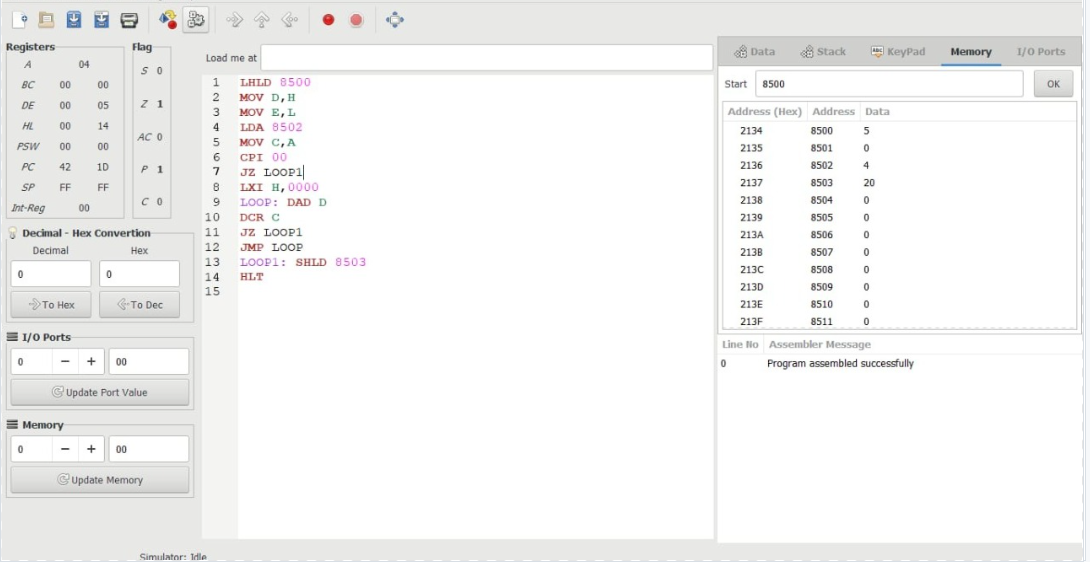 Registers
A 04
BC 00 00
DE 00 05
HL 00 14
PSW 00 00
PC 42 1D
SP FF FF
Int-Reg 00
Flag
S 0
Z 1
AC 0
P 1
C 0
Decimal - Hex Convertion
Decimal Hex
0 0
To Hex To Dec
I/O Ports
0 − + 00
Update Port Value
Memory
0 − + 00
Update Memory
Load me at
1 LHLD 8500
2 MOV D,H
3 MOV E,L
4 LDA 8502
5 MOV C,A
6 CPI 00
7 JZ LOOP1
8 LXI H,0000
9 LOOP: DAD D
10 DCR C
11 JZ LOOP1
12 JMP LOOP
13 LOOP1: SHLD 8503
14 HLT
15
Data Stack KeyPad Memory I/O Ports
Start 8500 OK
Address (Hex) Address Data
2134 8500 5
2135 8501 0
2136 8502 4
2137 8503 20
2138 8504 0
2139 8505 0
213A 8506 0
213B 8507 0
213C 8508 0
213D 8509 0
213E 8510 0
213F 8511 0
Line No Assembler Message
0 Program assembled successfully
Simulator: Idle